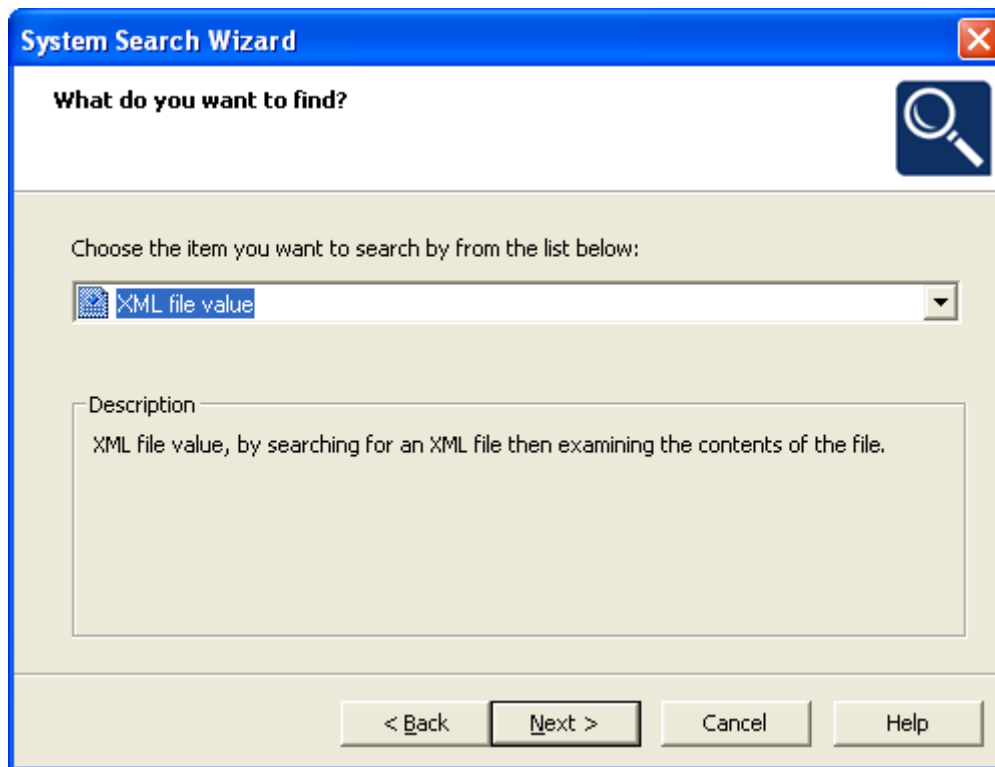 System Search Wizard
What do you want to find?
Choose the item you want to search by from the list below:
XML file value
Description
XML file value, by searching for an XML file then examining the contents of the file.
< Back Next > Cancel Help